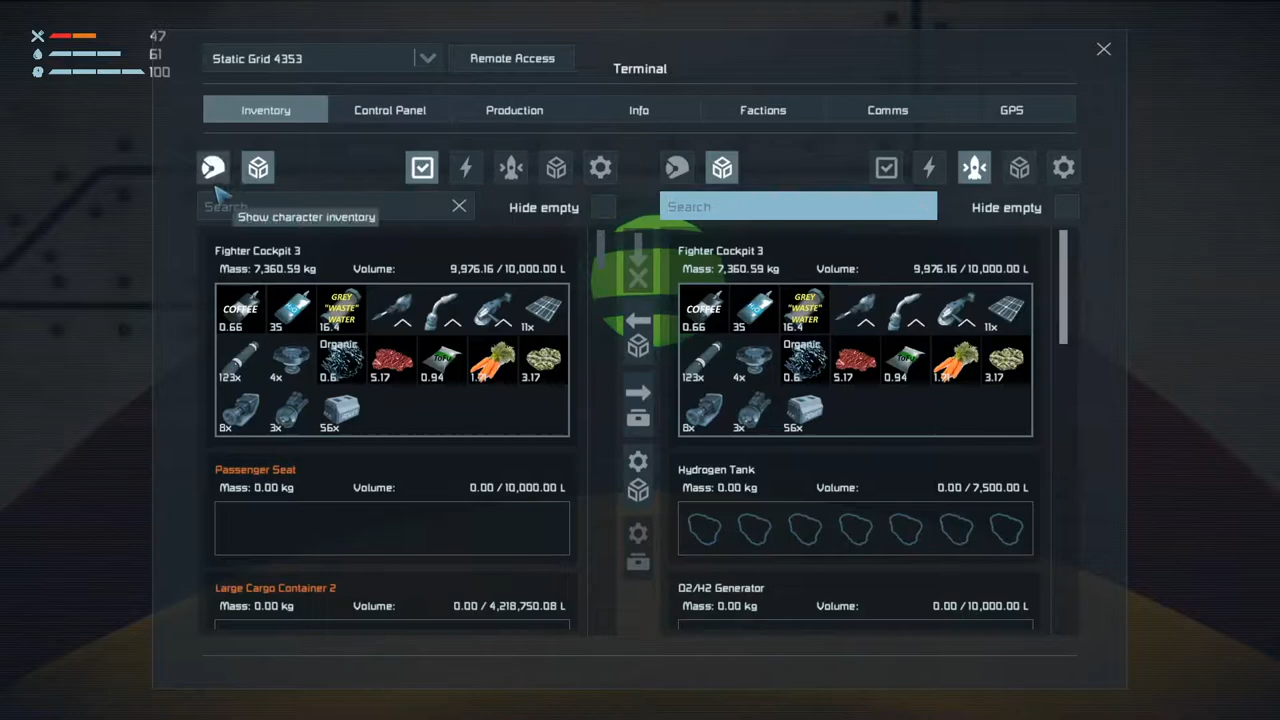 47
61
100
Static Grid 4353
Remote Access
Terminal
Inventory
Control Panel
Production
Info
Factions
Comms
GPS
Search
Show character inventory
Hide empty
Search
Hide empty
Fighter Cockpit 3
Mass: 7,360.59 kg Volume: 9,976.16 / 10,000.00 L
COFFEE
0.66
35
GREY "WASTE" WATER
16.4
11x
123x
4x
Organic
0.6
5.17
ToFu
0.94
1.91
3.17
8x
3x
56x
Passenger Seat
Mass: 0.00 kg Volume: 0.00 / 10,000.00 L
Large Cargo Container 2
Mass: 0.00 kg Volume: 0.00 / 4,218,750.08 L
Fighter Cockpit 3
Mass: 7,360.59 kg Volume: 9,976.16 / 10,000.00 L
COFFEE
0.66
35
GREY "WASTE" WATER
16.4
11x
123x
4x
Organic
0.6
5.17
ToFu
0.94
1.91
3.17
8x
3x
56x
Hydrogen Tank
Mass: 0.00 kg Volume: 0.00 / 7,500.00 L
O2/H2 Generator
Mass: 0.00 kg Volume: 0.00 / 10,000.00 L